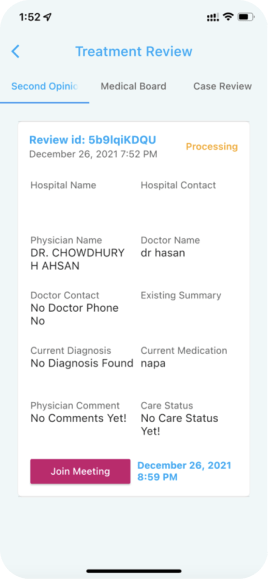 1:52
Treatment Review
Second Opinic Medical Board Case Review
Review id: 5b9lqiKDQU
December 26, 2021 7:52 PM
Processing
Hospital Name Hospital Contact
Physician Name Doctor Name
DR. CHOWDHURY dr hasan
H AHSAN
Doctor Contact Existing Summary
No Doctor Phone
No
Current Diagnosis Current Medication
No Diagnosis Found napa
Physician Comment Care Status
No Comments Yet! No Care Status
Yet!
Join Meeting
December 26, 2021
8:59 PM